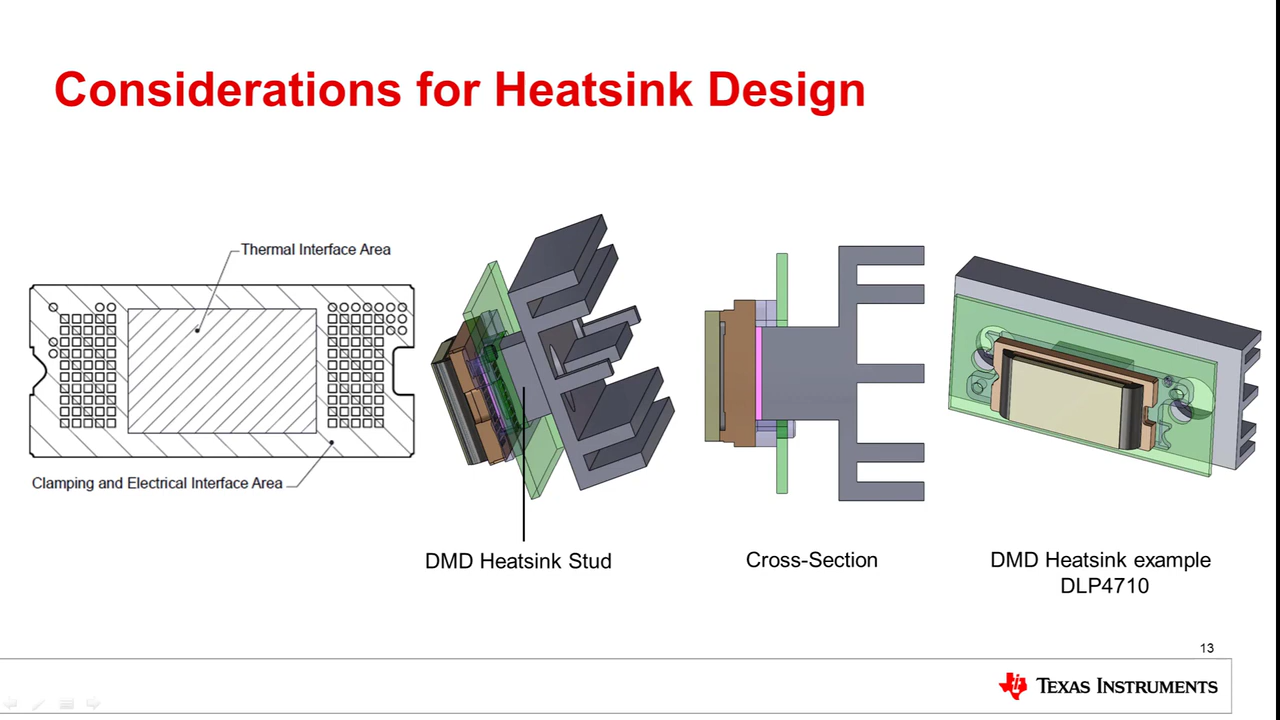 Considerations for Heatsink Design
Thermal Interface Area
Clamping and Electrical Interface Area
DMD Heatsink Stud
Cross-Section
DMD Heatsink example
DLP4710
13
TEXAS INSTRUMENTS